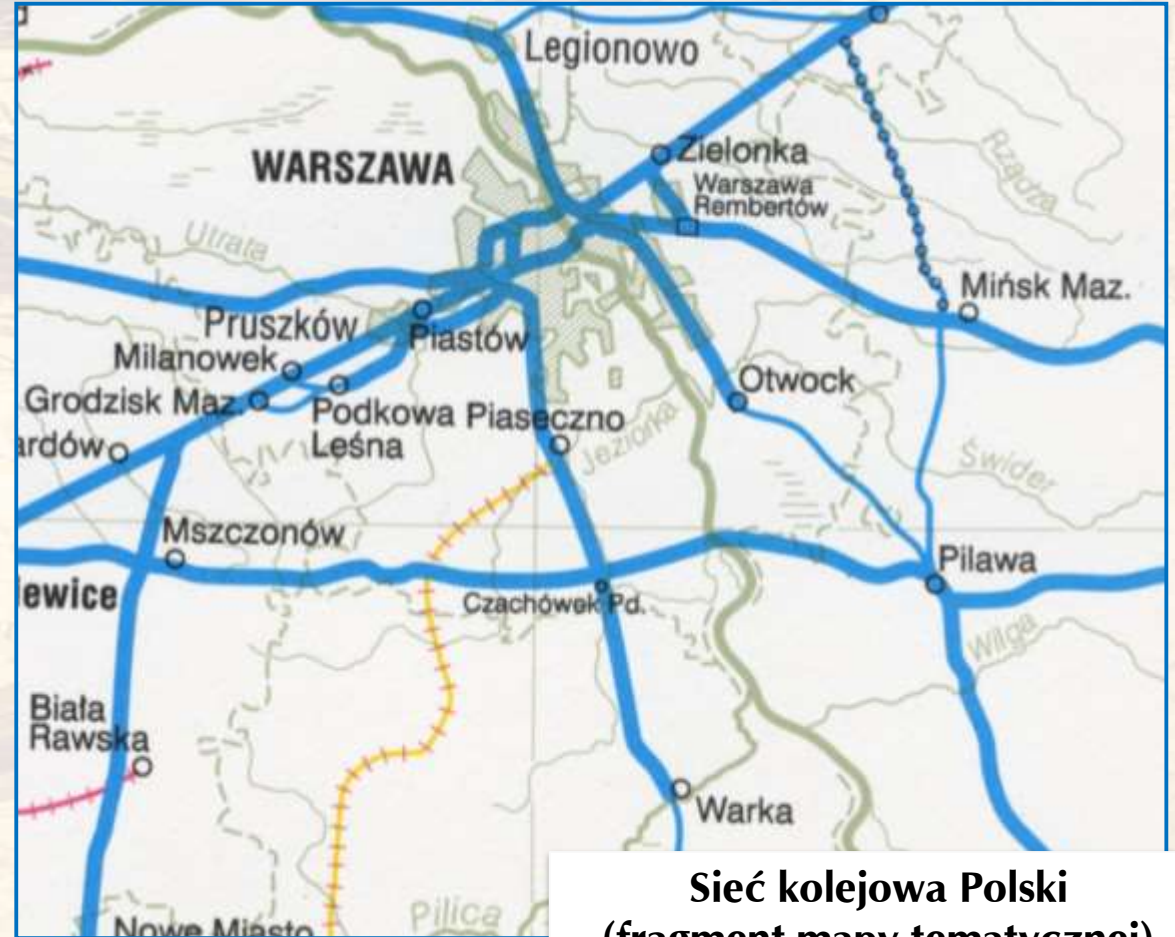 Legionowo
WARSZAWA
Zielonka
Warszawa
Rembertów
Rządza
Utrata
Mińsk Maz.
Pruszków
Piastów
Milanowek
Otwock
Grodzisk Maz.
Podkowa
Leśna
Piaseczno
ardów
Jeziorka
Świder
Mszczonów
Pilawa
iewice
Czachówek Pd.
Wilga
Biała
Rawska
Warka
Pilica
Nowe Miasto
Sieć kolejowa Polski
(fragment mapy tematycznej)